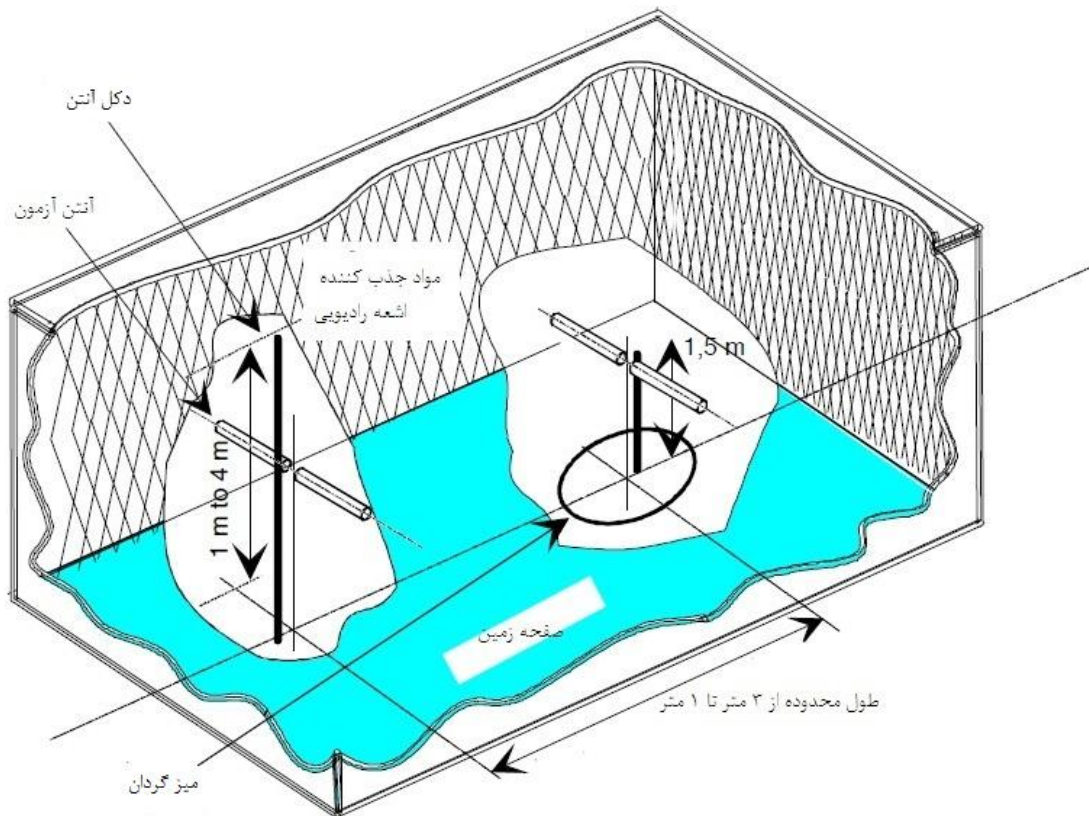 دکل آنتن
آنتن آزمون
مواد جذب کننده
اشعه رادیویی
1,5 m
1 m to 4 m
صفحه زمین
طول محدوده از ۳ متر تا ۱ متر
میز گردان